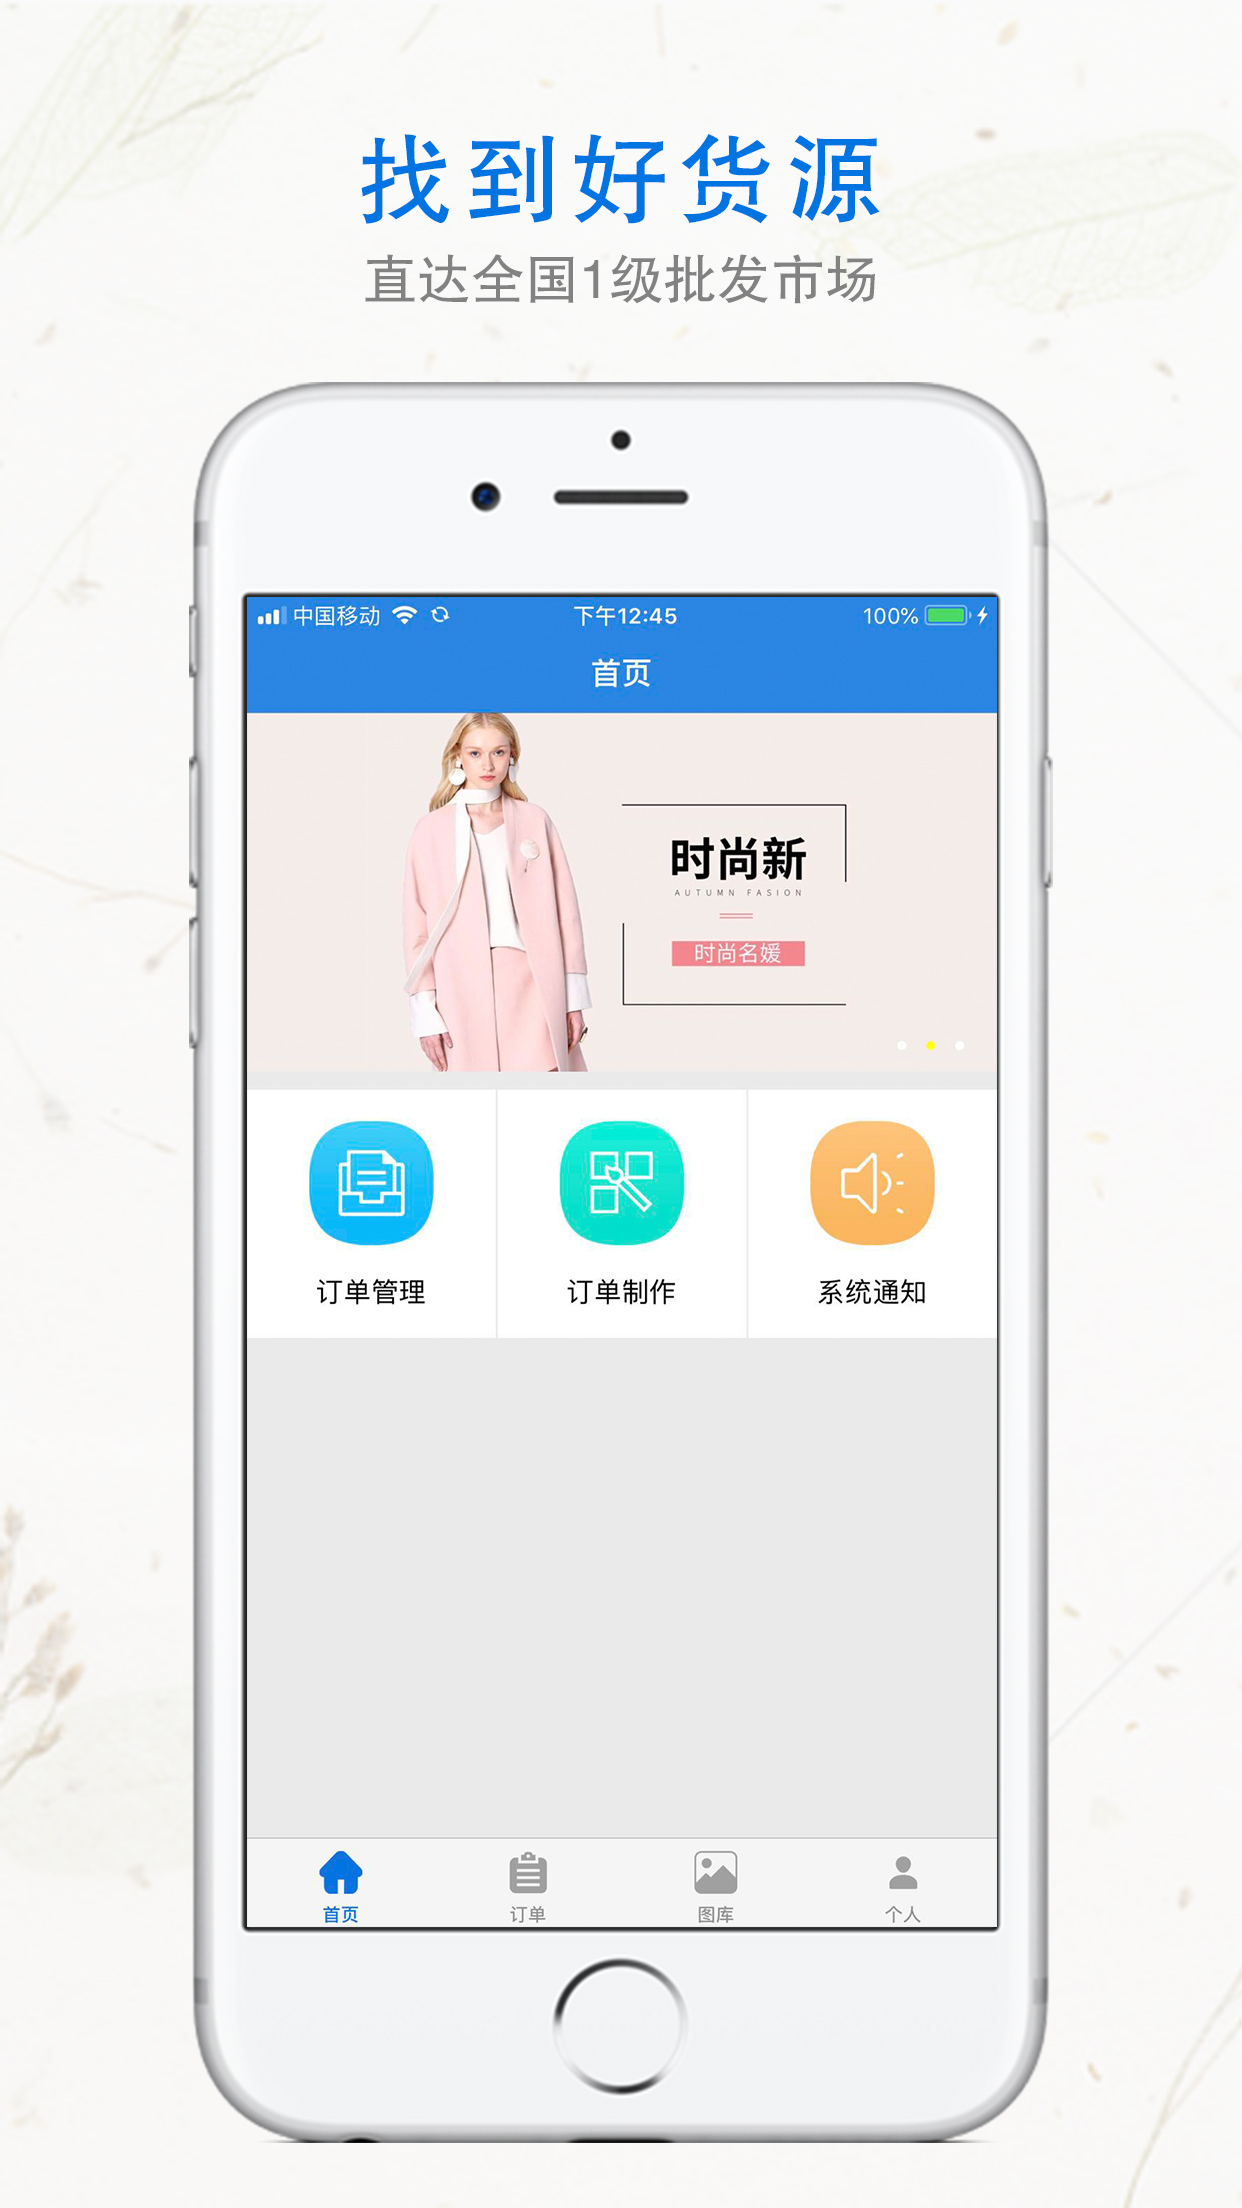 找到好货源
直达全国1级批发市场
中国移动 下午12:45 100%
首页
时尚新
AUTUMN FASION
时尚名媛
订单管理 订单制作 系统通知
首页 订单 图库 个人